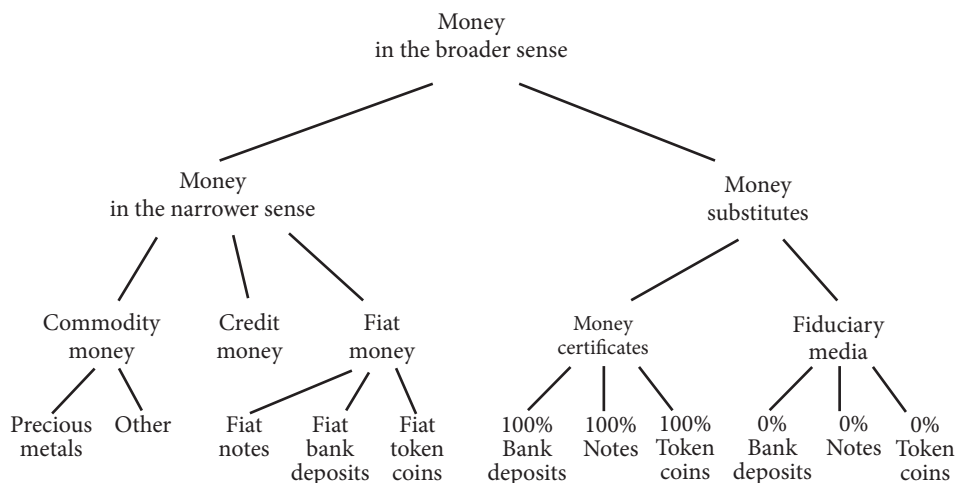 Money
in the broader sense
Money
in the narrower sense
Money
substitutes
Commodity
money
Credit
money
Fiat
money
Money
certificates
Fiduciary
media
Precious
metals
Other
Fiat
notes
Fiat
bank
deposits
Fiat
token
coins
100%
Bank
deposits
100%
Notes
100%
Token
coins
0%
Bank
deposits
0%
Notes
0%
Token
coins